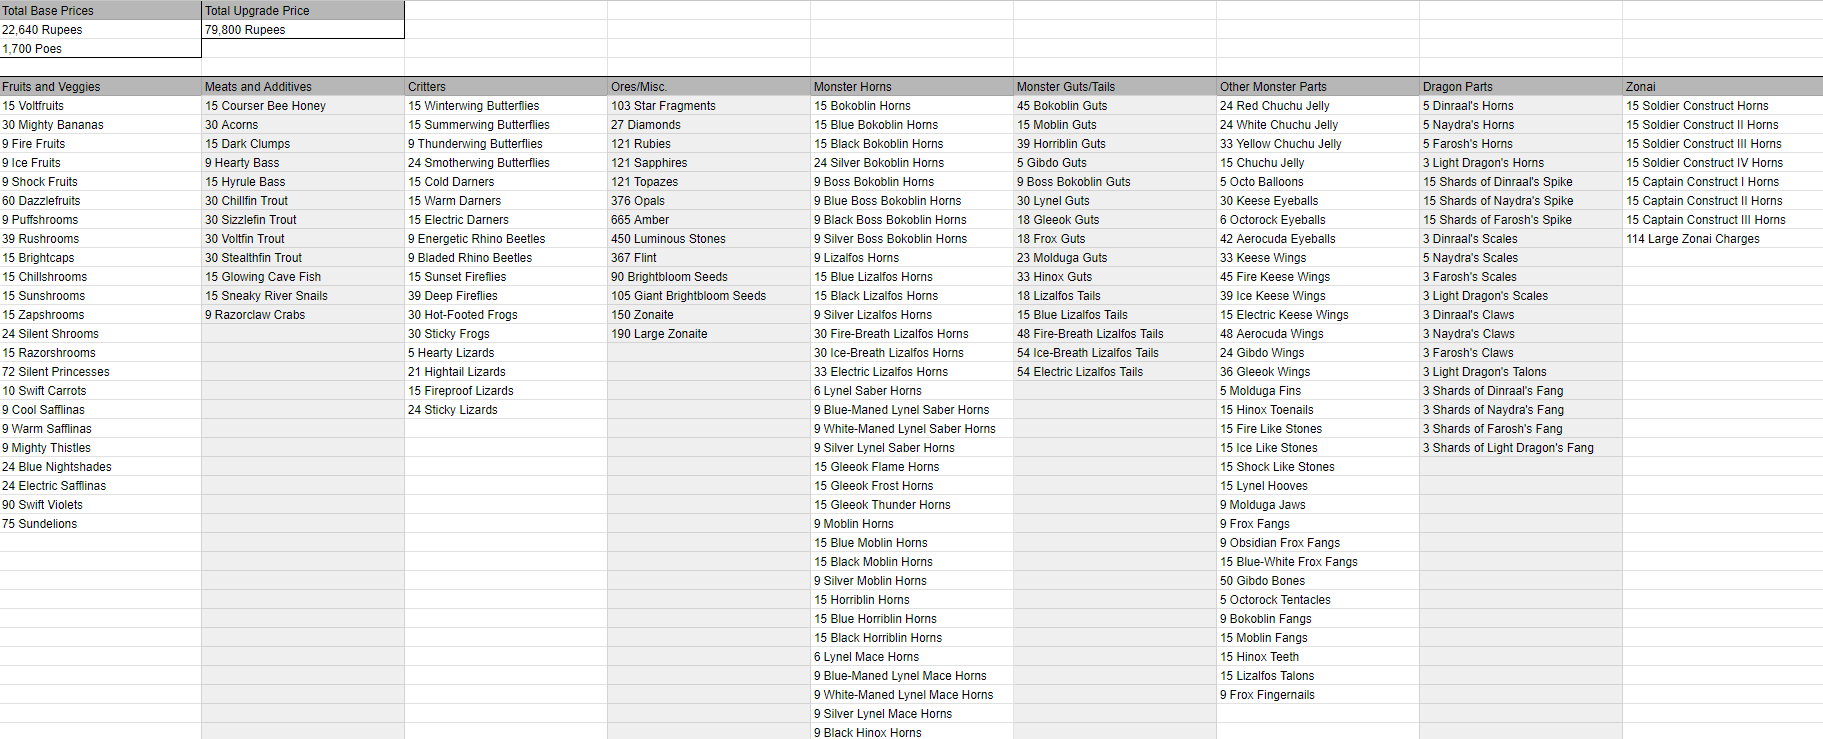 Total Base Prices Total Upgrade Price
22,640 Rupees 79,800 Rupees
1,700 Poes
Fruits and Veggies Meats and Additives Critters Ores/Misc. Monster Horns Monster Guts/Tails Other Monster Parts Dragon Parts Zonai
15 Voltfruits 15 Courser Bee Honey 15 Winterwing Butterflies 103 Star Fragments 15 Bokoblin Horns 45 Bokoblin Guts 24 Red Chuchu Jelly 5 Dinraal's Horns 15 Soldier Construct Horns
30 Mighty Bananas 30 Acorns 15 Summerwing Butterflies 27 Diamonds 15 Blue Bokoblin Horns 15 Moblin Guts 24 White Chuchu Jelly 5 Naydra's Horns 15 Soldier Construct II Horns
9 Fire Fruits 15 Dark Clumps 9 Thunderwing Butterflies 121 Rubies 15 Black Bokoblin Horns 39 Horriblin Guts 33 Yellow Chuchu Jelly 5 Farosh's Horns 15 Soldier Construct III Horns
9 Ice Fruits 9 Hearty Bass 24 Smotherwing Butterflies 121 Sapphires 24 Silver Bokoblin Horns 5 Gibdo Guts 15 Chuchu Jelly 3 Light Dragon's Horns 15 Soldier Construct IV Horns
9 Shock Fruits 15 Hyrule Bass 15 Cold Darners 121 Topazes 9 Boss Bokoblin Horns 9 Boss Bokoblin Guts 5 Octo Balloons 15 Shards of Dinraal's Spike 15 Captain Construct I Horns
60 Dazzlefruits 30 Chillfin Trout 15 Warm Darners 376 Opals 9 Blue Boss Bokoblin Horns 30 Lynel Guts 30 Keese Eyeballs 15 Shards of Naydra's Spike 15 Captain Construct II Horns
9 Puffshrooms 30 Sizzlefin Trout 15 Electric Darners 665 Amber 9 Black Boss Bokoblin Horns 18 Gleeok Guts 6 Octorock Eyeballs 15 Shards of Farosh's Spike 15 Captain Construct III Horns
39 Rushrooms 30 Voltfin Trout 9 Energetic Rhino Beetles 450 Luminous Stones 9 Silver Boss Bokoblin Horns 18 Frox Guts 42 Aerocuda Eyeballs 3 Dinraal's Scales 114 Large Zonai Charges
15 Brightcaps 30 Stealthfin Trout 9 Bladed Rhino Beetles 367 Flint 9 Lizalfos Horns 23 Molduga Guts 33 Keese Wings 5 Naydra's Scales
15 Chillshrooms 15 Glowing Cave Fish 15 Sunset Fireflies 90 Brightbloom Seeds 15 Blue Lizalfos Horns 33 Hinox Guts 45 Fire Keese Wings 3 Farosh's Scales
15 Sunshrooms 15 Sneaky River Snails 39 Deep Fireflies 105 Giant Brightbloom Seeds 15 Black Lizalfos Horns 18 Lizalfos Tails 39 Ice Keese Wings 3 Light Dragon's Scales
15 Zapshrooms 9 Razorclaw Crabs 30 Hot-Footed Frogs 150 Zonaite 9 Silver Lizalfos Horns 15 Blue Lizalfos Tails 15 Electric Keese Wings 3 Dinraal's Claws
24 Silent Shrooms 30 Sticky Frogs 190 Large Zonaite 30 Fire-Breath Lizalfos Horns 48 Fire-Breath Lizalfos Tails 48 Aerocuda Wings 3 Naydra's Claws
15 Razorshrooms 5 Hearty Lizards 30 Ice-Breath Lizalfos Horns 54 Ice-Breath Lizalfos Tails 24 Gibdo Wings 3 Farosh's Claws
72 Silent Princesses 21 Hightail Lizards 33 Electric Lizalfos Horns 54 Electric Lizalfos Tails 36 Gleeok Wings 3 Light Dragon's Talons
10 Swift Carrots 15 Fireproof Lizards 6 Lynel Saber Horns 5 Molduga Fins 3 Shards of Dinraal's Fang
9 Cool Safflinas 24 Sticky Lizards 9 Blue-Maned Lynel Saber Horns 15 Hinox Toenails 3 Shards of Naydra's Fang
9 Warm Safflinas 9 White-Maned Lynel Saber Horns 15 Fire Like Stones 3 Shards of Farosh's Fang
9 Mighty Thistles 9 Silver Lynel Saber Horns 15 Ice Like Stones 3 Shards of Light Dragon's Fang
24 Blue Nightshades 15 Gleeok Flame Horns 15 Shock Like Stones
24 Electric Safflinas 15 Gleeok Frost Horns 15 Lynel Hooves
90 Swift Violets 15 Gleeok Thunder Horns 9 Molduga Jaws
75 Sundelions 9 Moblin Horns 9 Frox Fangs
15 Blue Moblin Horns 9 Obsidian Frox Fangs
15 Black Moblin Horns 15 Blue-White Frox Fangs
9 Silver Moblin Horns 50 Gibdo Bones
15 Horriblin Horns 5 Octorock Tentacles
15 Blue Horriblin Horns 9 Bokoblin Fangs
15 Black Horriblin Horns 15 Moblin Fangs
6 Lynel Mace Horns 15 Hinox Teeth
9 Blue-Maned Lynel Mace Horns 15 Lizalfos Talons
9 White-Maned Lynel Mace Horns 9 Frox Fingernails
9 Silver Lynel Mace Horns
9 Black Hinox Horns